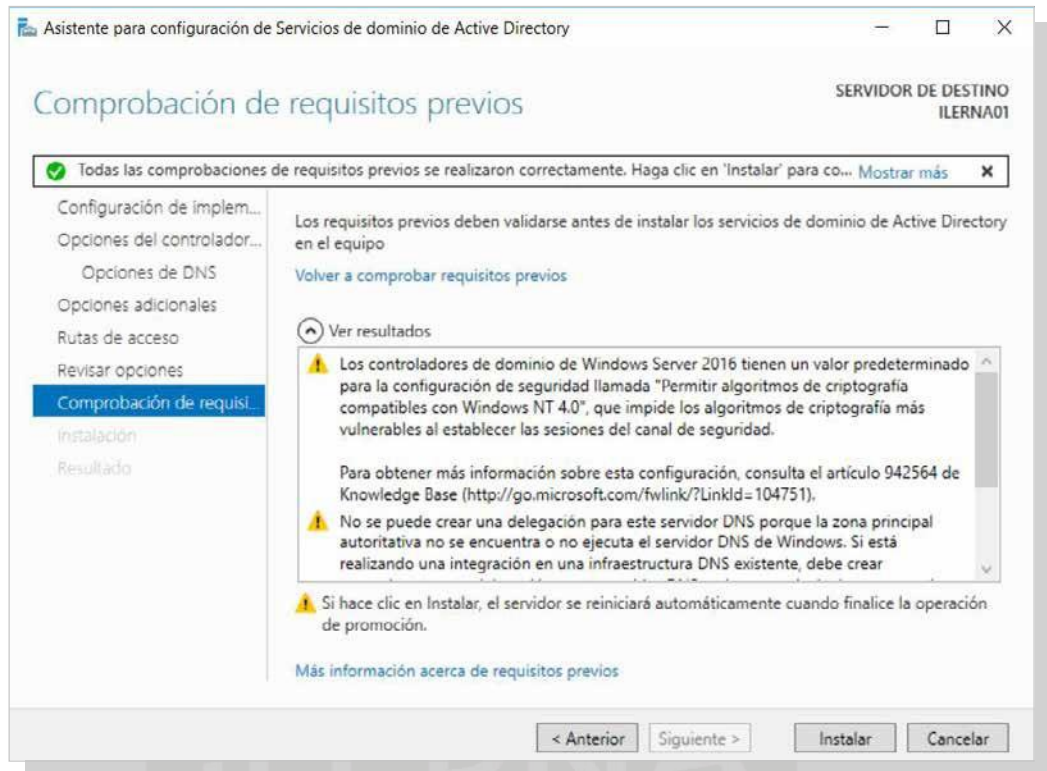 Asistente para configuración de Servicios de dominio de Active Directory
Comprobación de requisitos previos
SERVIDOR DE DESTINO
ILERNA01
Todas las comprobaciones de requisitos previos se realizaron correctamente. Haga clic en 'Instalar' para co... Mostrar más
Configuración de implem...
Opciones del controlador...
Opciones de DNS
Opciones adicionales
Rutas de acceso
Revisar opciones
Comprobación de requisi...
Instalación
Resultado
Los requisitos previos deben validarse antes de instalar los servicios de dominio de Active Directory
en el equipo
Volver a comprobar requisitos previos
Ver resultados
Los controladores de dominio de Windows Server 2016 tienen un valor predeterminado
para la configuración de seguridad llamada "Permitir algoritmos de criptografía
compatibles con Windows NT 4.0", que impide los algoritmos de criptografía más
vulnerables al establecer las sesiones del canal de seguridad.
Para obtener más información sobre esta configuración, consulta el artículo 942564 de
Knowledge Base (http://go.microsoft.com/fwlink/?LinkId=104751).
No se puede crear una delegación para este servidor DNS porque la zona principal
autoritativa no se encuentra o no ejecuta el servidor DNS de Windows. Si está
realizando una integración en una infraestructura DNS existente, debe crear
Si hace clic en Instalar, el servidor se reiniciará automáticamente cuando finalice la operación
de promoción.
Más información acerca de requisitos previos
< Anterior
Siguiente >
Instalar
Cancelar